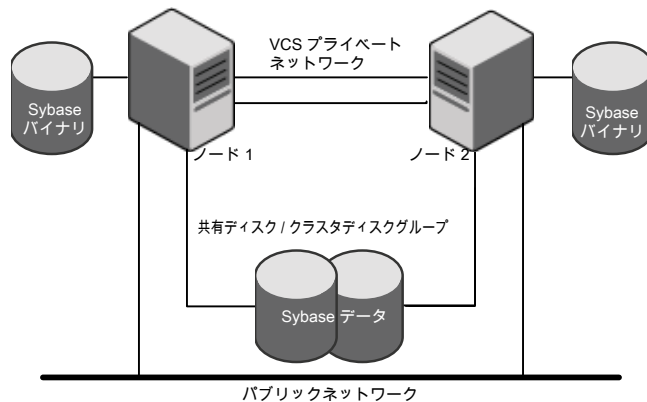 VCS プライベート
ネットワーク
Sybase
バイナリ
Sybase
バイナリ
ノード 1
ノード 2
共有ディスク / クラスタディスクグループ
Sybase データ
パブリックネットワーク